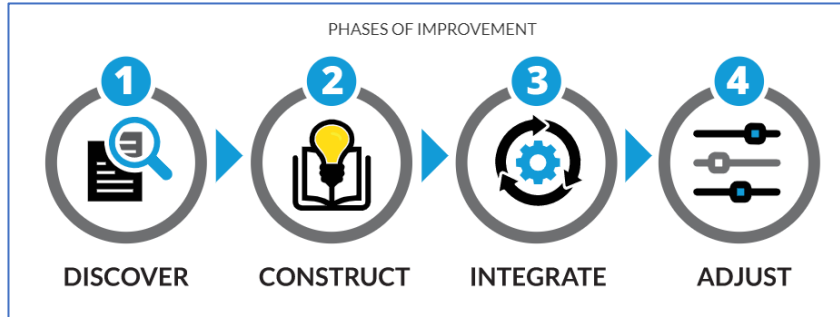 PHASES OF IMPROVEMENT
1 2 3 4
DISCOVER CONSTRUCT INTEGRATE ADJUST